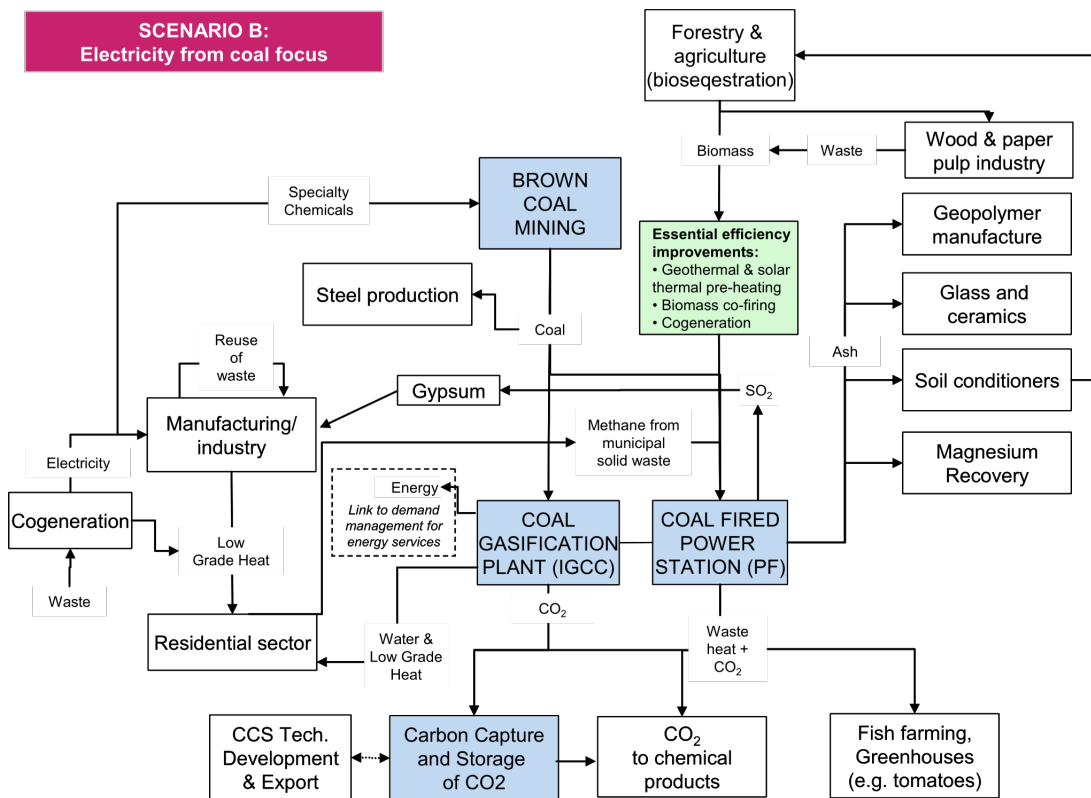 SCENARIO B:
Electricity from coal focus
Forestry &
agriculture
(bioseqestration)
Biomass
Waste
Wood & paper
pulp industry
Specialty
Chemicals
BROWN
COAL
MINING
Geopolymer
manufacture
Essential efficiency
improvements:
• Geothermal & solar
thermal pre-heating
• Biomass co-firing
• Cogeneration
Steel production
Coal
Glass and
ceramics
Reuse
of
waste
Ash
Gypsum
SO2
Soil conditioners
Manufacturing/
industry
Methane from
municipal
solid waste
Electricity
Magnesium
Recovery
Energy
Link to demand
management for
energy services
Cogeneration
Low
Grade Heat
COAL
GASIFICATION
PLANT (IGCC)
COAL FIRED
POWER
STATION (PF)
Waste
CO2
Residential sector
Water &
Low Grade
Heat
Waste
heat +
CO2
CCS Tech.
Development
& Export
Carbon Capture
and Storage
of CO2
CO2
to chemical
products
Fish farming,
Greenhouses
(e.g. tomatoes)